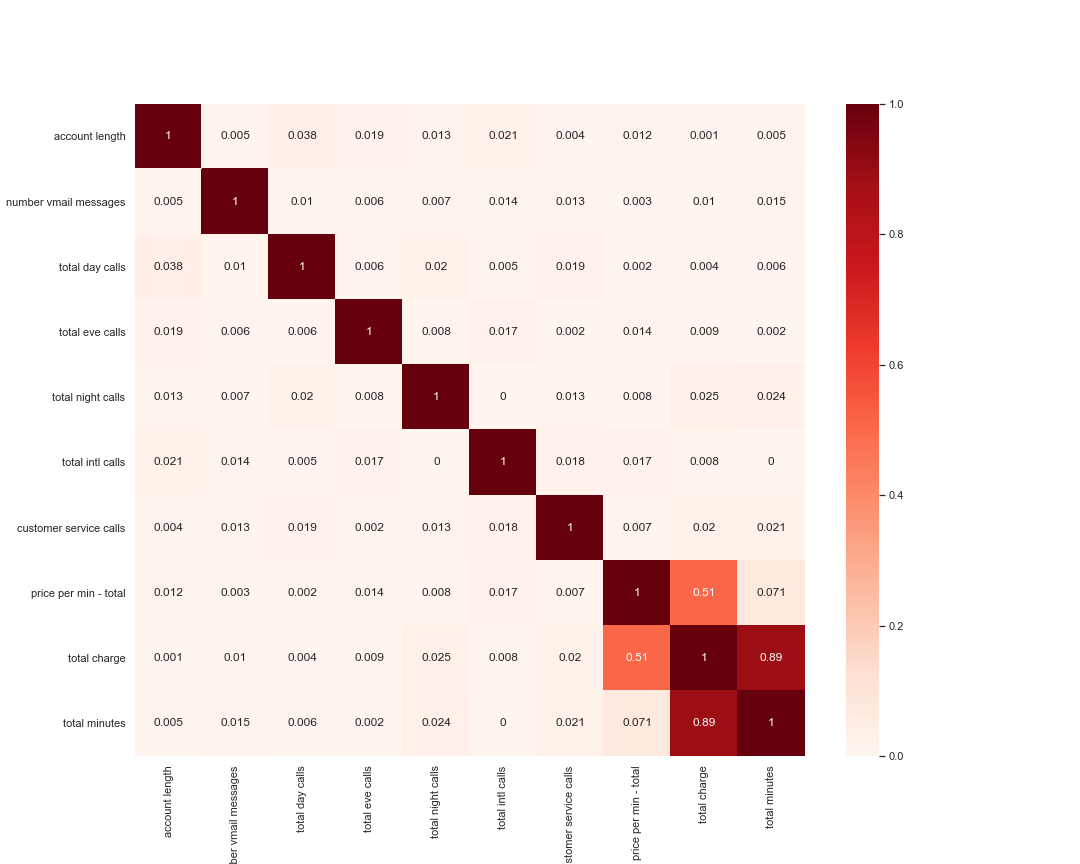 account length 1 0.005 0.038 0.019 0.013 0.021 0.004 0.012 0.001 0.005
number vmail messages 0.005 1 0.01 0.006 0.007 0.014 0.013 0.003 0.01 0.015
total day calls 0.038 0.01 1 0.006 0.02 0.005 0.019 0.002 0.004 0.006
total eve calls 0.019 0.006 0.006 1 0.008 0.017 0.002 0.014 0.009 0.002
total night calls 0.013 0.007 0.02 0.008 1 0 0.013 0.008 0.025 0.024
total intl calls 0.021 0.014 0.005 0.017 0 1 0.018 0.017 0.008 0
customer service calls 0.004 0.013 0.019 0.002 0.013 0.018 1 0.007 0.02 0.021
price per min - total 0.012 0.003 0.002 0.014 0.008 0.017 0.007 1 0.51 0.071
total charge 0.001 0.01 0.004 0.009 0.025 0.008 0.02 0.51 1 0.89
total minutes 0.005 0.015 0.006 0.002 0.024 0 0.021 0.071 0.89 1
account length
ber vmail messages
total day calls
total eve calls
total night calls
total intl calls
stomer service calls
price per min - total
total charge
total minutes
1.0
0.8
0.6
0.4
0.2
0.0